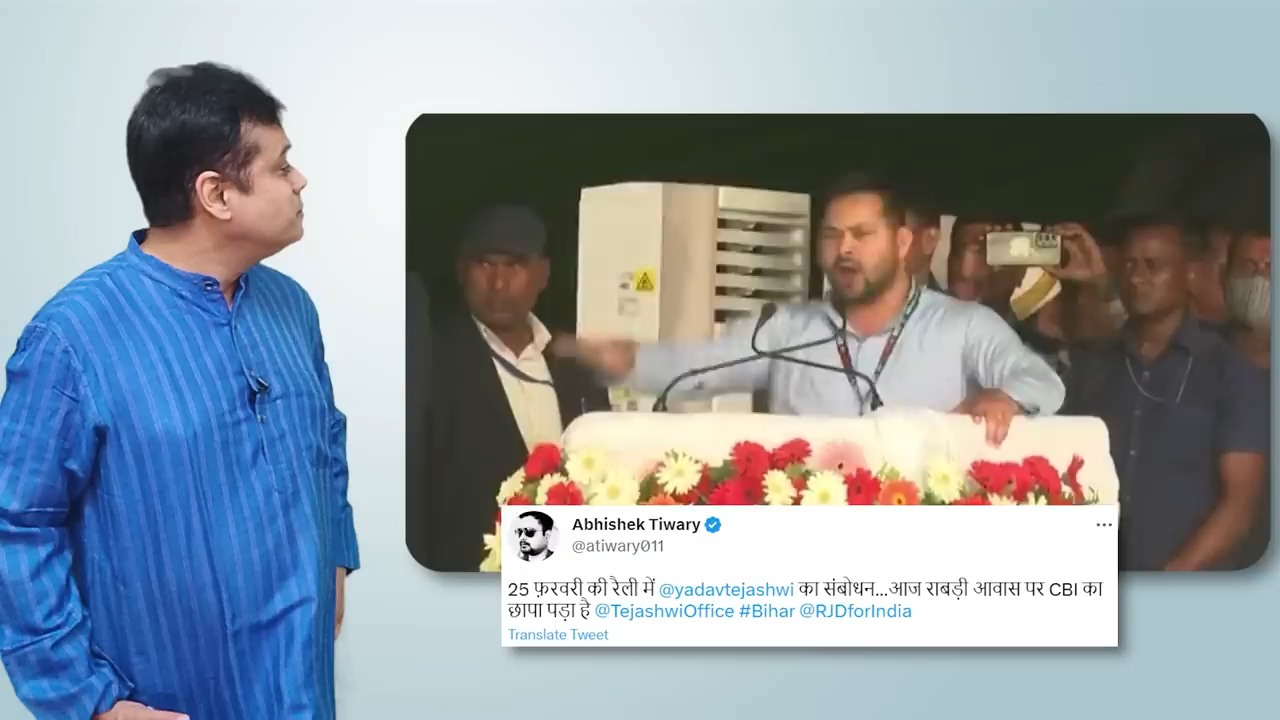 Abhishek Tiwary
@atiwary011
25 फ़रवरी की रैली में @yadavtejashwi का संबोधन...आज राबड़ी आवास पर CBI का
छापा पड़ा है @TejashwiOffice #Bihar @RJDforIndia
Translate Tweet